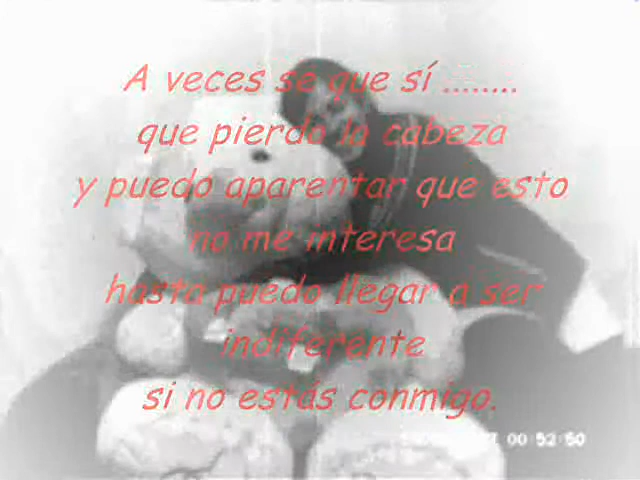 A veces se que sí ........
que pierdo la cabeza
y puedo aparentar que esto
no me interesa
hasta puedo llegar a ser
indiferente
si no estás conmigo.
00:52:50